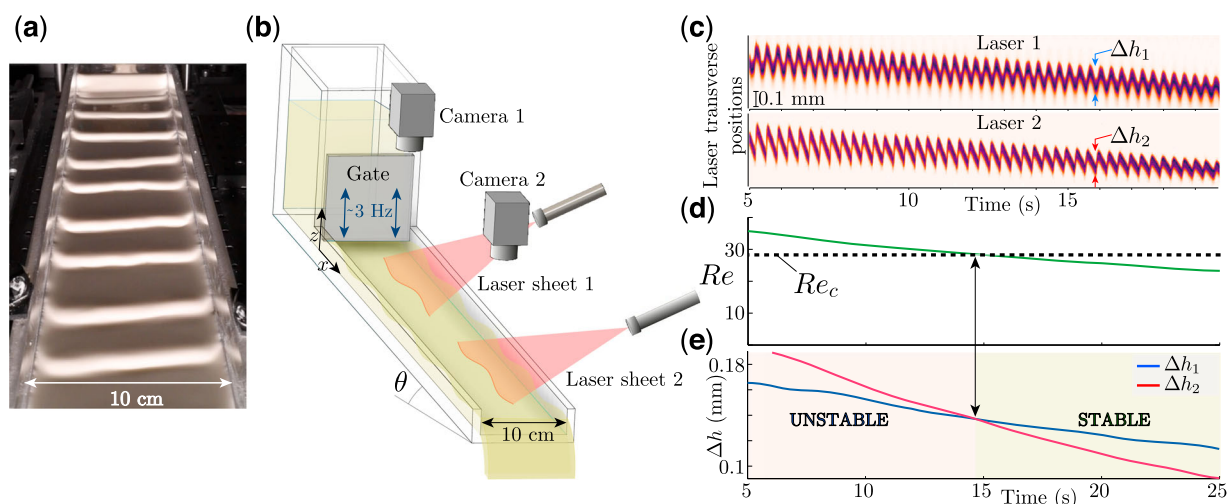 (a)
10 cm
(b)
Camera 1
Gate
~3 Hz
Camera 2
z
x
Laser sheet 1
Laser sheet 2
θ
10 cm
(c)
Laser transverse
positions
Laser 1
Δh₁
0.1 mm
Laser 2
Δh₂
5 10 15
Time (s)
(d)
Re
30
10
Re_c
(e)
Δh (mm)
0.18
0.1
Δh₁
Δh₂
UNSTABLE
STABLE
5 10 15 20 25
Time (s)